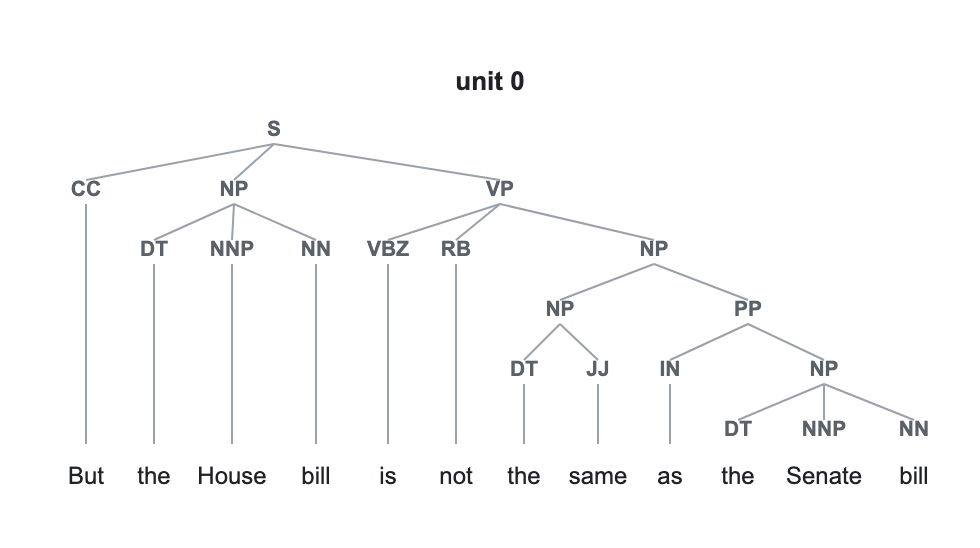 unit 0
S
CC NP VP
DT NNP NN VBZ RB NP
NP PP
DT JJ IN NP
DT NNP NN
But the House bill is not the same as the Senate bill